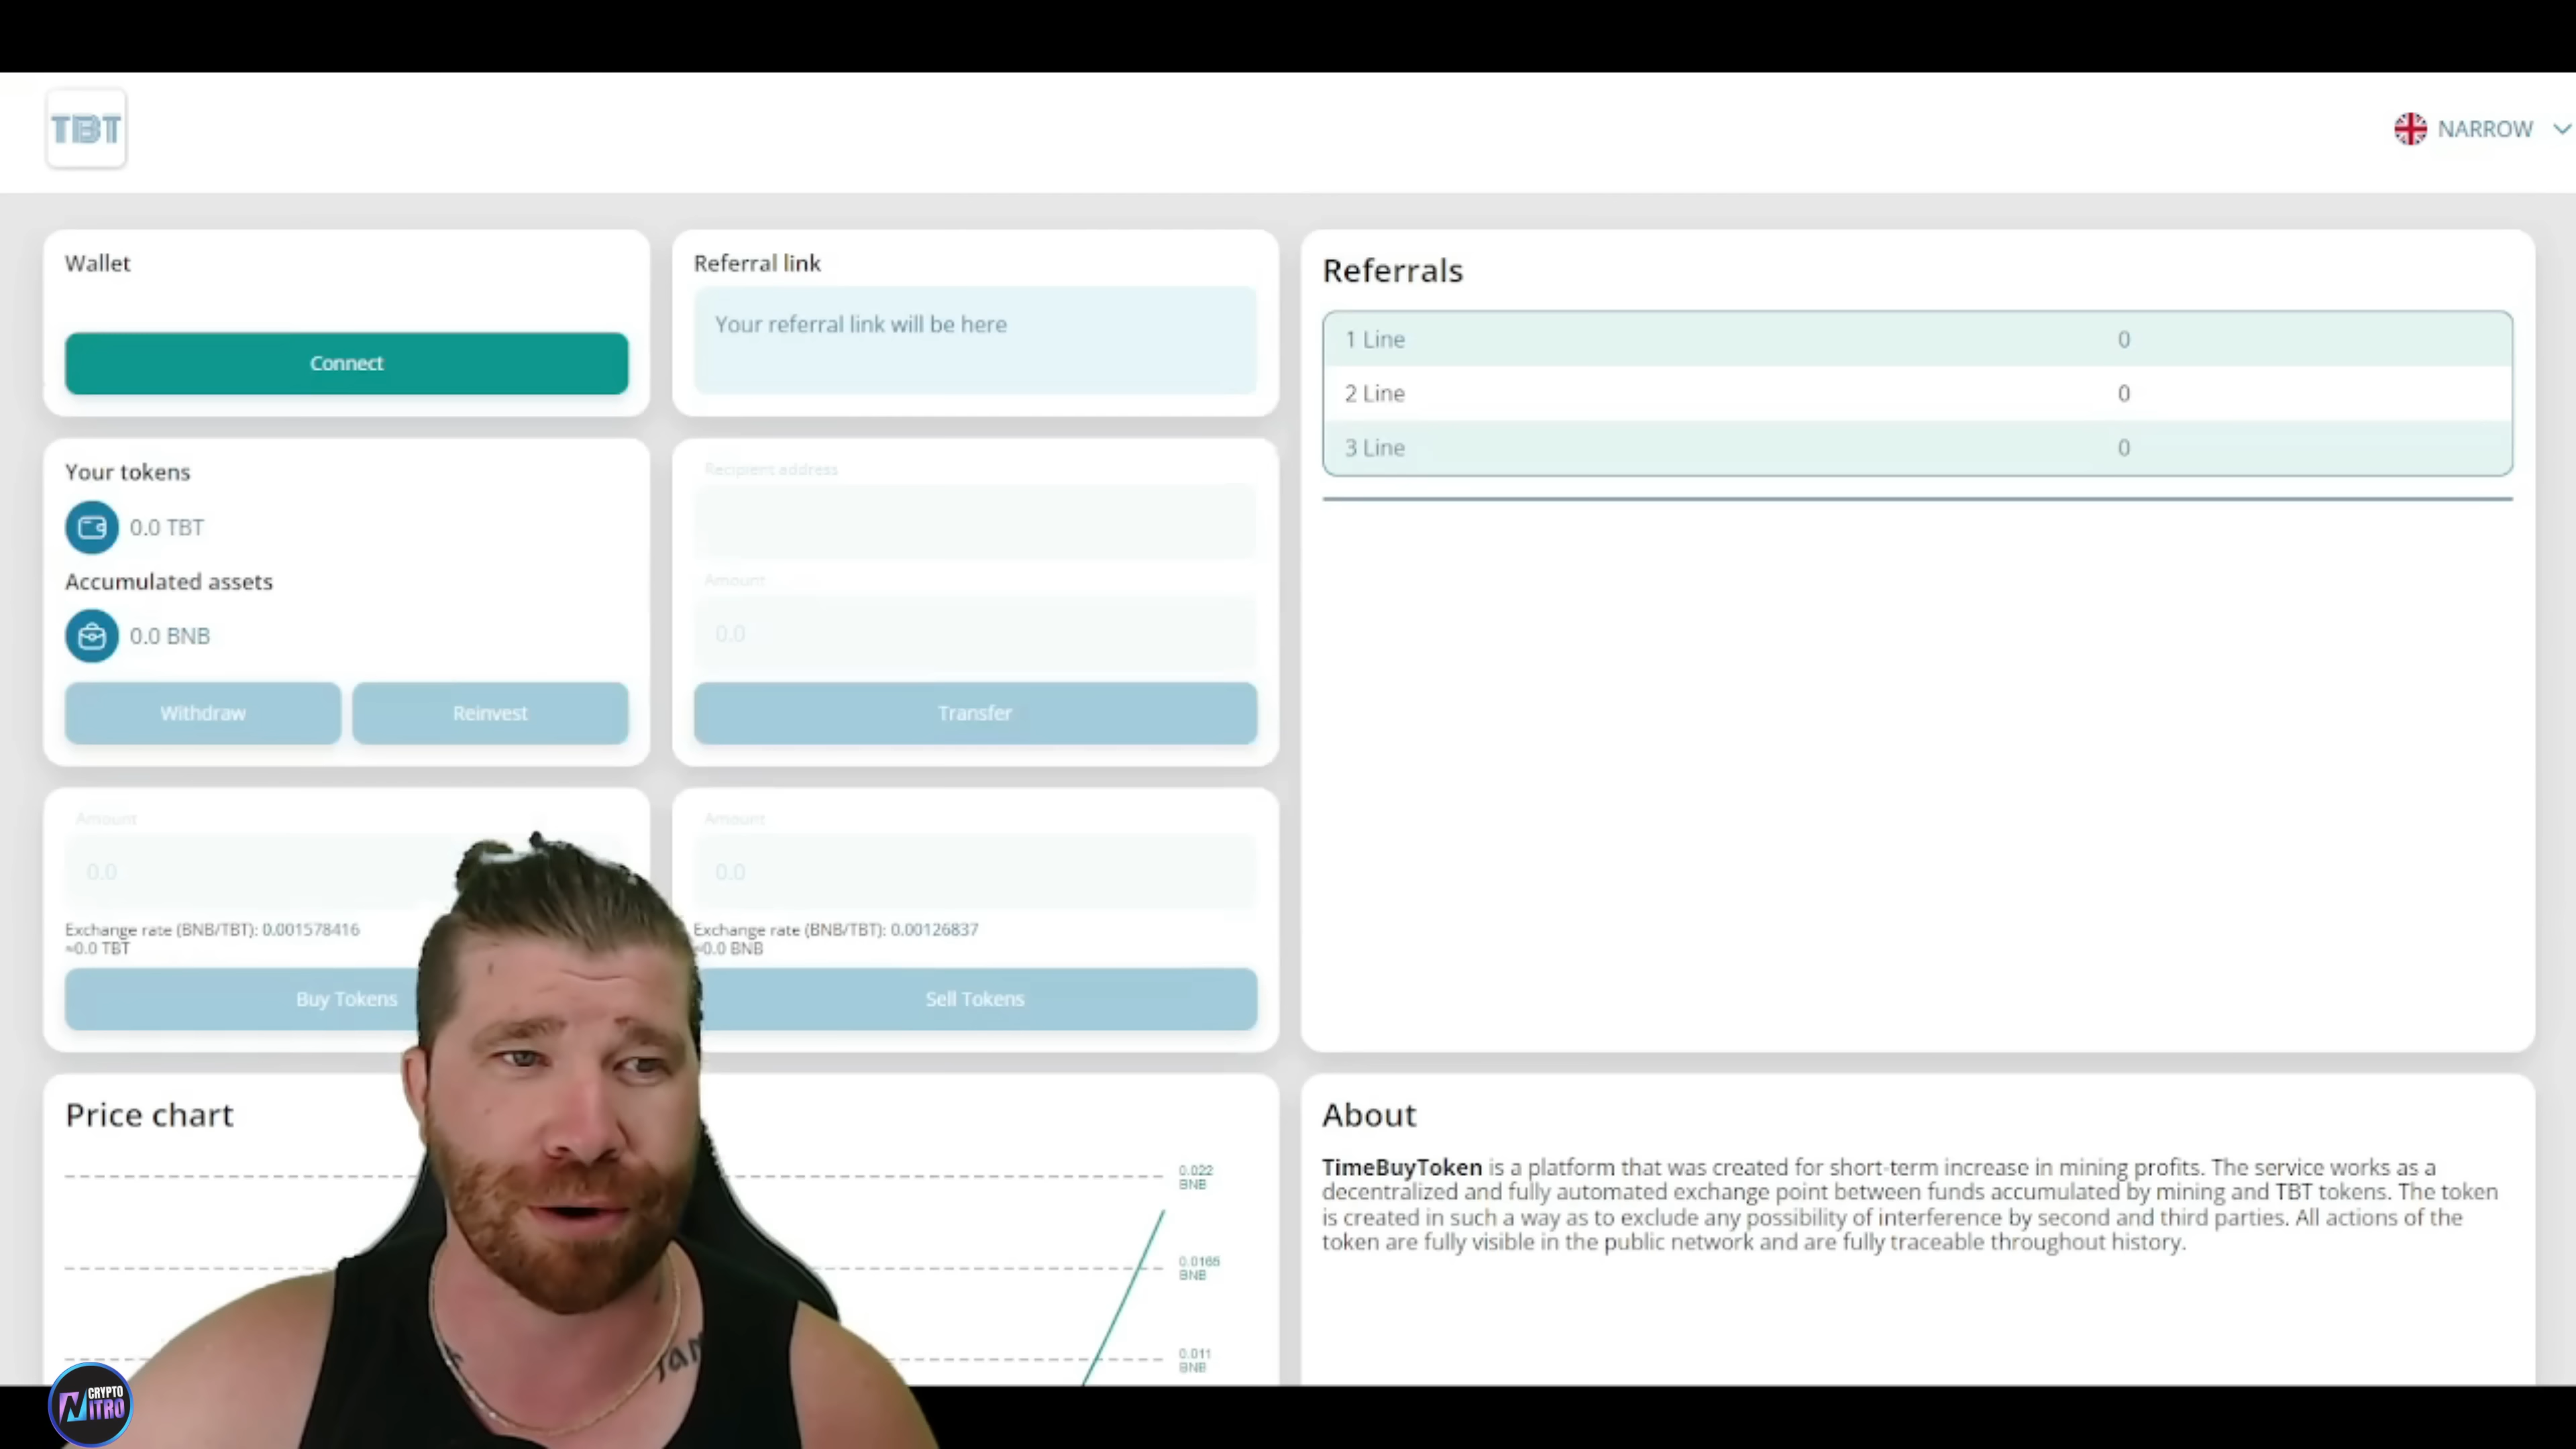 TBT
NARROW
Wallet
Connect
Referral link
Your referral link will be here
Referrals
1 Line 0
2 Line 0
3 Line 0
Your tokens
0.0 TBT
Accumulated assets
0.0 BNB
Withdraw
Reinvest
Recipient address
Amount
0.0
Transfer
Amount
0.0
Exchange rate (BNB/TBT): 0.001578416
≈0.0 TBT
Buy Tokens
Amount
0.0
Exchange rate (BNB/TBT): 0.00126837
≈0.0 BNB
Sell Tokens
Price chart
0.022
BNB
0.0165
BNB
0.011
BNB
About
TimeBuyToken is a platform that was created for short-term increase in mining profits. The service works as a
decentralized and fully automated exchange point between funds accumulated by mining and TBT tokens. The token
is created in such a way as to exclude any possibility of interference by second and third parties. All actions of the
token are fully visible in the public network and are fully traceable throughout history.
CRYPTO
NITRO